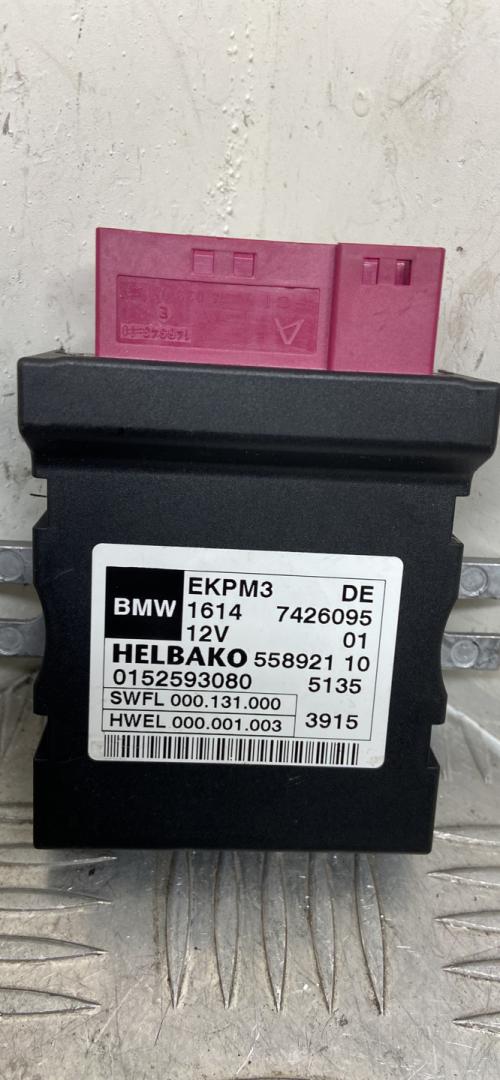 A
BMW
EKPM3 DE
1614 7426095
12V 01
HELBAKO 558921 10
0152593080 5135
SWFL 000.131.000
HWEL 000.001.003 3915